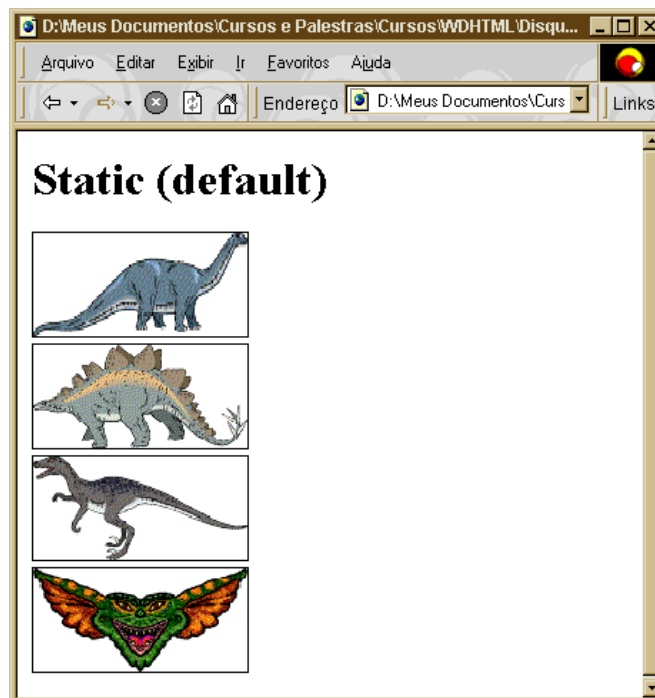 D:\Meus Documentos\Cursos e Palestras\Cursos\WDHTML\Disqu...
Arquivo Editar Exibir Ir Favoritos Ajuda
Endereço D:\Meus Documentos\Curs Links
Static (default)